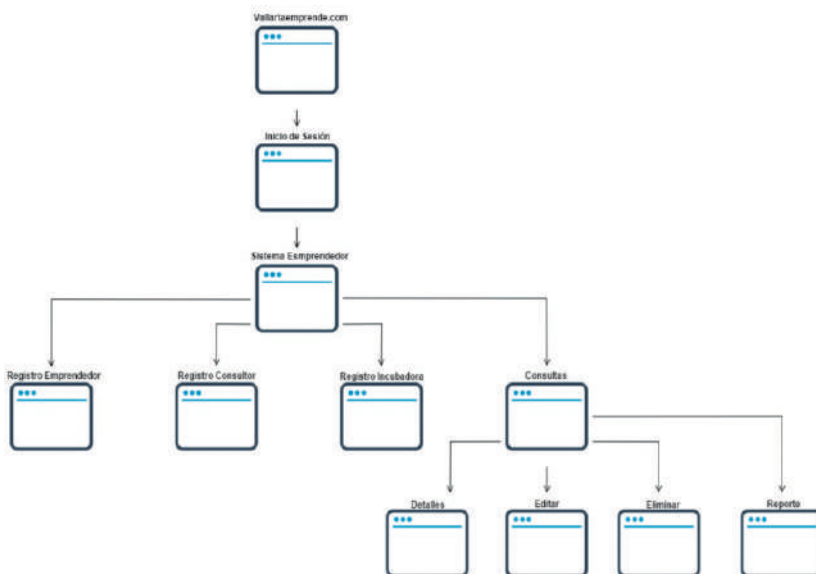 Vallartaemprende.com
Inicio de Sesión
Sistema Esmprendedor
Registro Emprendedor
Registro Consultor
Registro Incubadora
Consultas
Detalles
Editar
Eliminar
Reporte